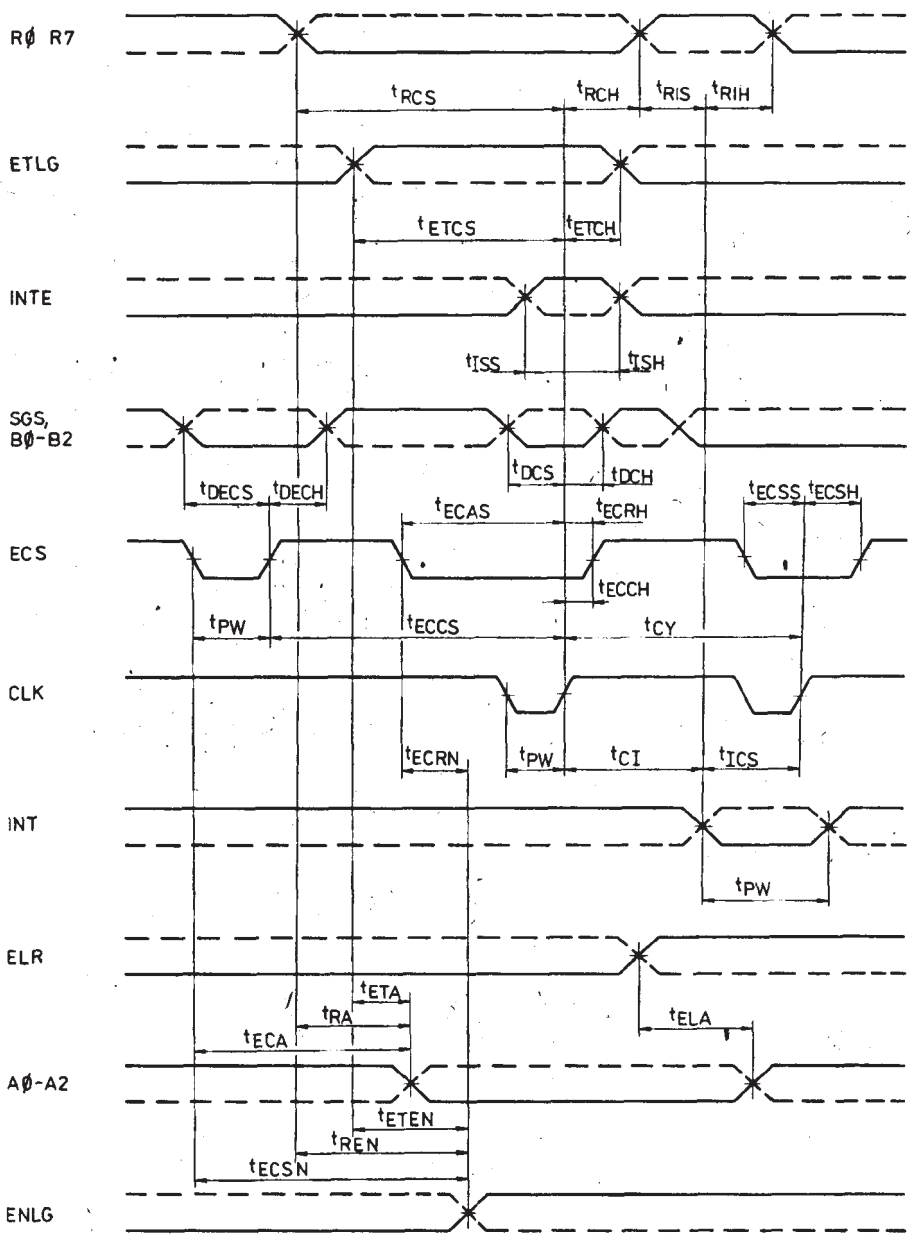 RØ R7
tRCS tRCH tRIS tRIH
ETLG
tETCS tETCH
INTE
tISS tISH
SGS,
BØ-B2
tDECS tDECH tDCS tDCH
tECAS tECRH tECSS tECSH
ECS
tECCH
tPW tECCS tCY
CLK
tECRN tPW tCI tICS
INT
tPW
ELR
tETA
tRA
tECA
tELA
AØ-A2
tETEN
tREN
tECSN
ENLG